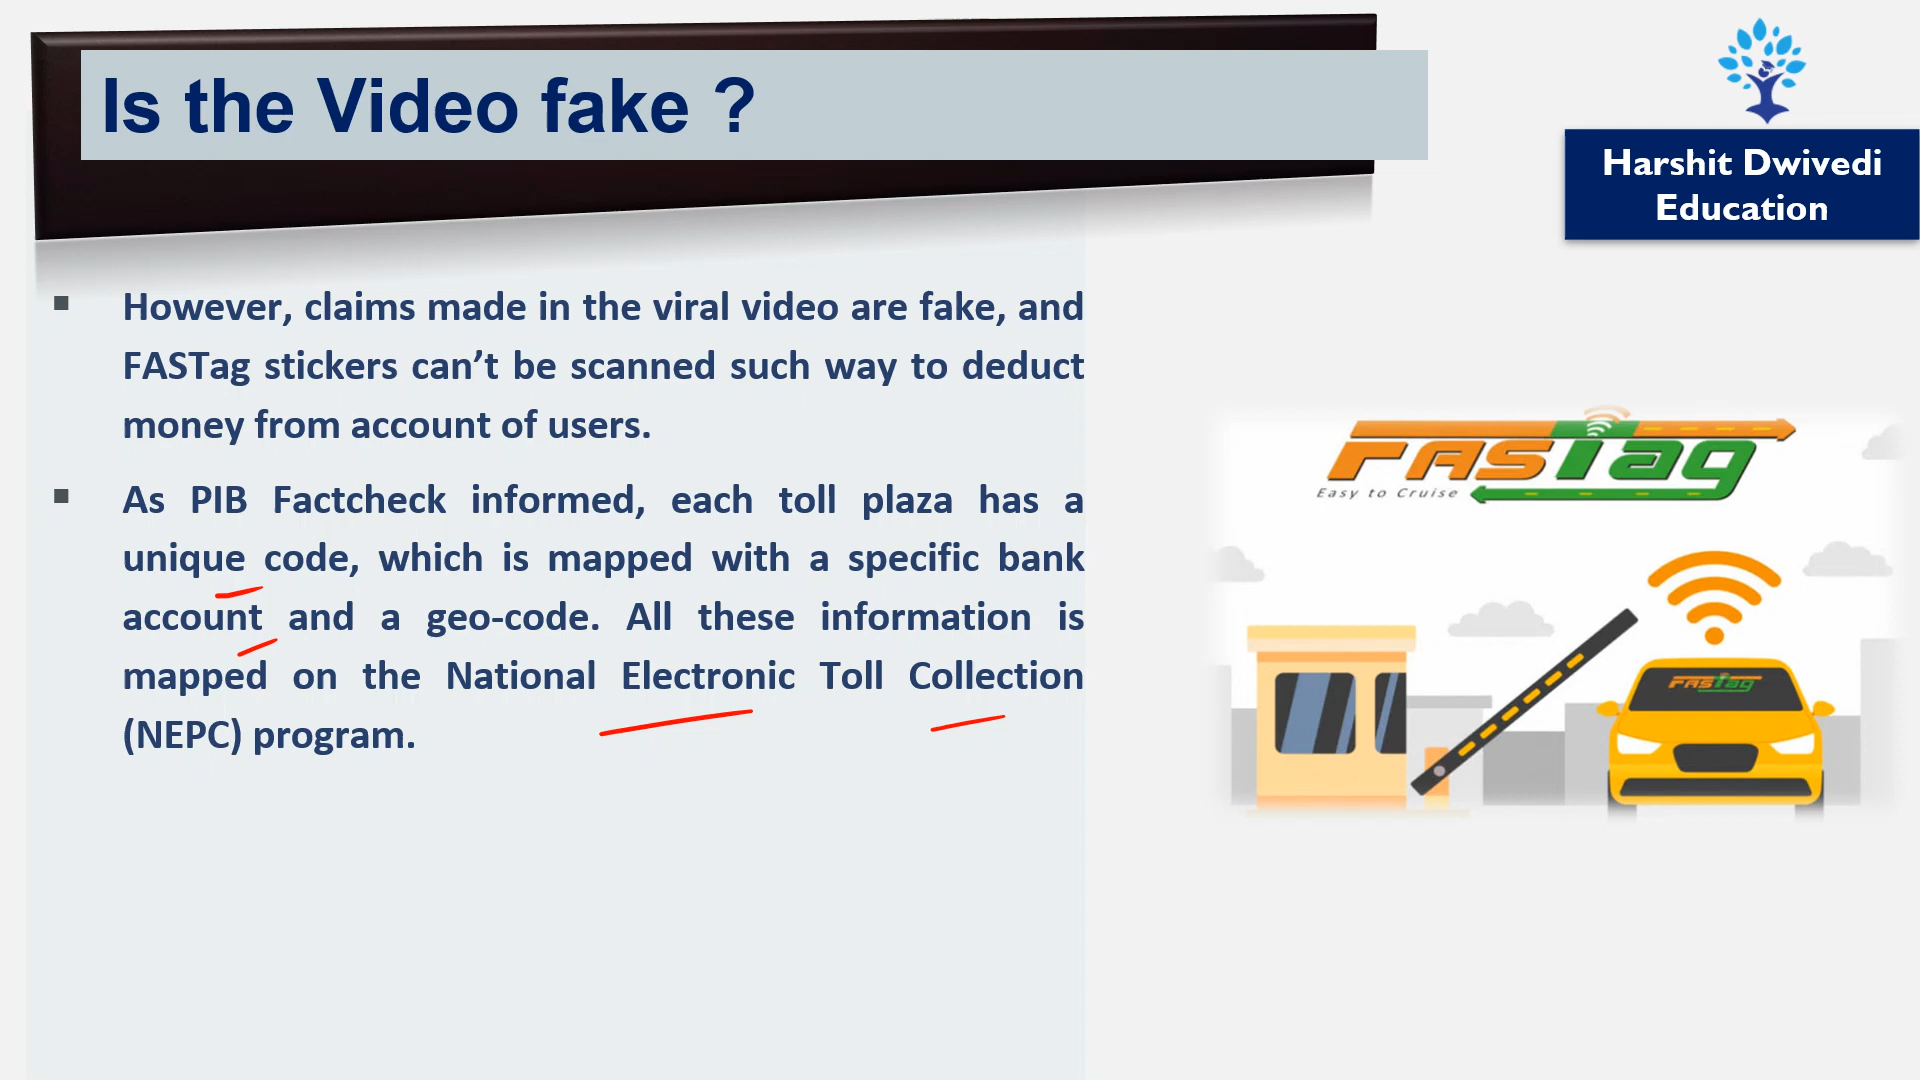 Is the Video fake ?
Harshit Dwivedi
Education
However, claims made in the viral video are fake, and
FASTag stickers can’t be scanned such way to deduct
money from account of users.
As PIB Factcheck informed, each toll plaza has a
unique code, which is mapped with a specific bank
account and a geo-code. All these information is
mapped on the National Electronic Toll Collection
(NEPC) program.
FASTag
Easy to Cruise
FASTag